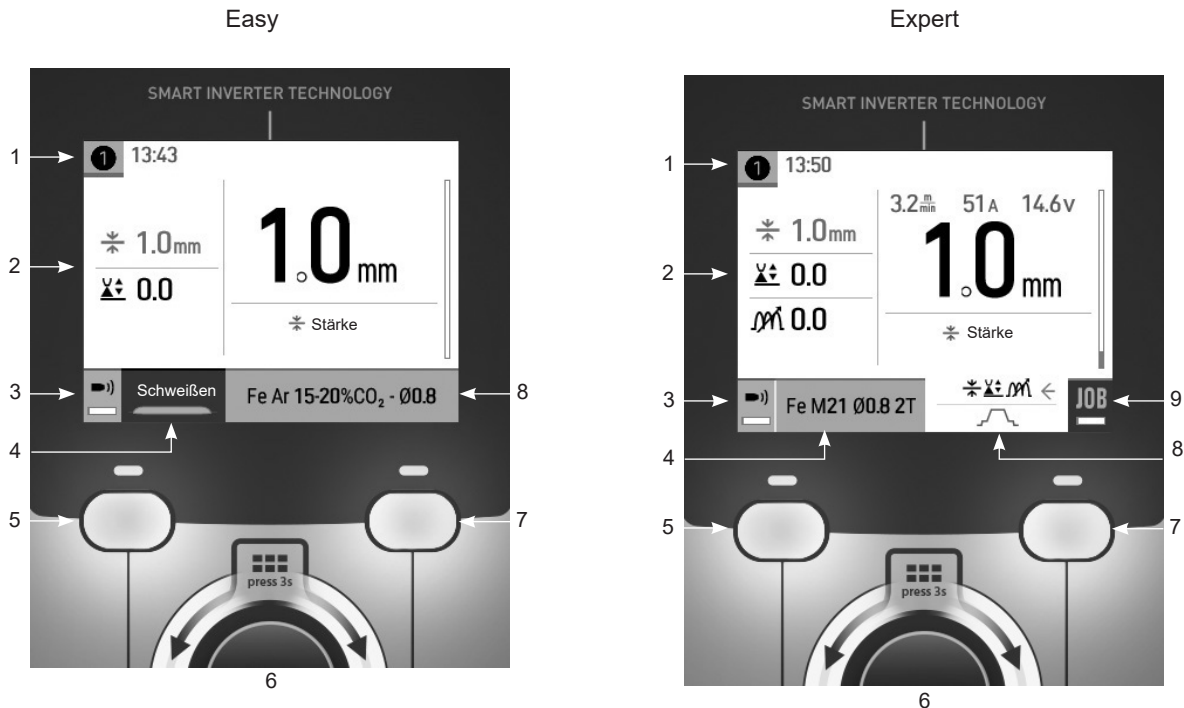 Easy
SMART INVERTER TECHNOLOGY
1
1 13:43
1.0mm
1.0 mm
2
0.0
Stärke
3
Schweißen
Fe Ar 15-20%CO₂ - Ø0.8
8
4
5
7
press 3s
6
Expert
SMART INVERTER TECHNOLOGY
1
1 13:50
3.2 m/min 51A 14.6V
1.0mm
1.0 mm
2
0.0
0.0
Stärke
3
Fe M21 Ø0.8 2T
JOB
9
4
8
5
7
press 3s
6